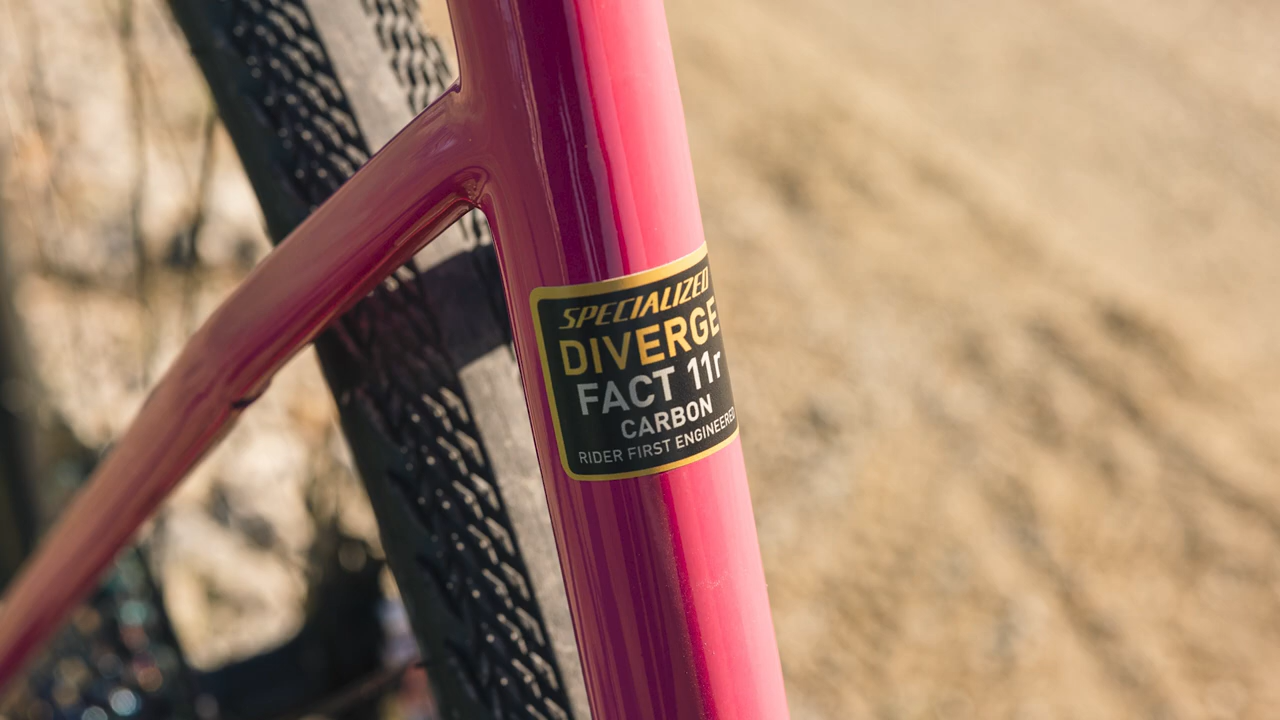 SPECIALIZED
DIVERGE
FACT 11r
CARBON
RIDER FIRST ENGINEERED